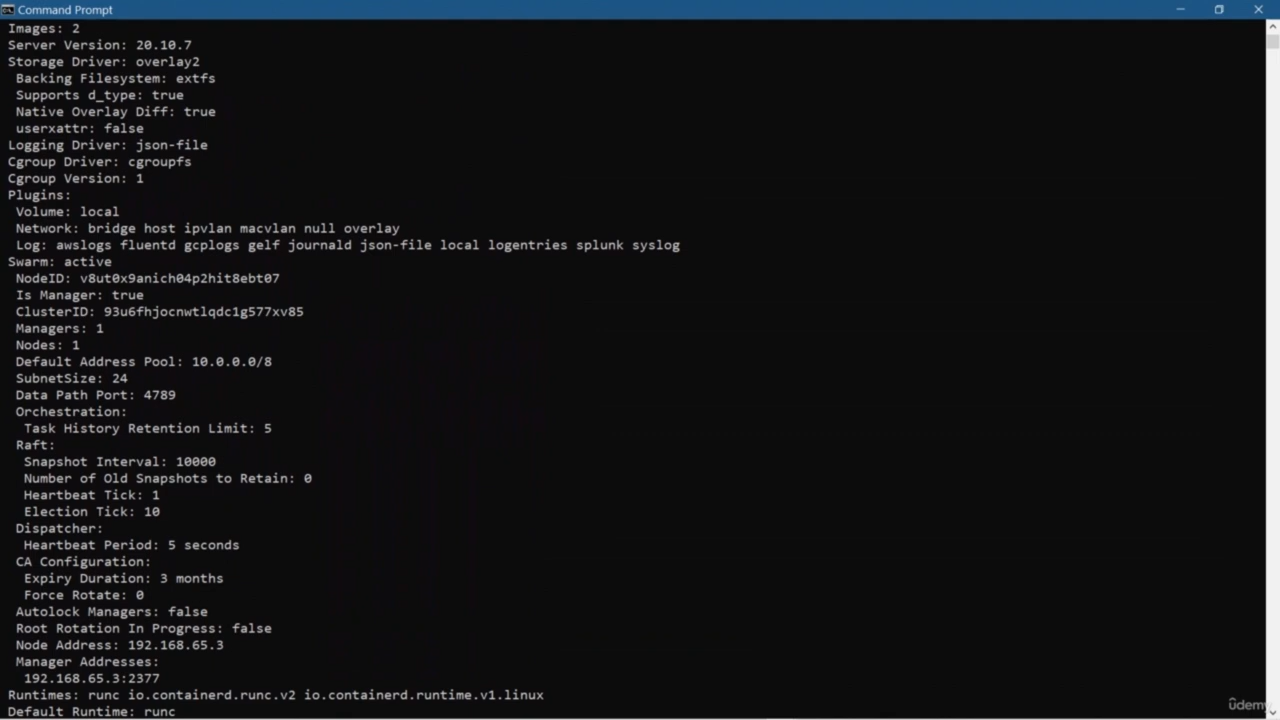 Command Prompt
Images: 2
Server Version: 20.10.7
Storage Driver: overlay2
Backing Filesystem: extfs
Supports d_type: true
Native Overlay Diff: true
userxattr: false
Logging Driver: json-file
Cgroup Driver: cgroupfs
Cgroup Version: 1
Plugins:
Volume: local
Network: bridge host ipvlan macvlan null overlay
Log: awslogs fluentd gcplogs gelf journald json-file local logentries splunk syslog
Swarm: active
NodeID: v8ut0x9anich04p2hit8ebt07
Is Manager: true
ClusterID: 93u6fhjocnwtlqdc1g577xv85
Managers: 1
Nodes: 1
Default Address Pool: 10.0.0.0/8
SubnetSize: 24
Data Path Port: 4789
Orchestration:
Task History Retention Limit: 5
Raft:
Snapshot Interval: 10000
Number of Old Snapshots to Retain: 0
Heartbeat Tick: 1
Election Tick: 10
Dispatcher:
Heartbeat Period: 5 seconds
CA Configuration:
Expiry Duration: 3 months
Force Rotate: 0
Autolock Managers: false
Root Rotation In Progress: false
Node Address: 192.168.65.3
Manager Addresses:
192.168.65.3:2377
Runtimes: runc io.containerd.runc.v2 io.containerd.runtime.v1.linux
Default Runtime: runc
ûdemy